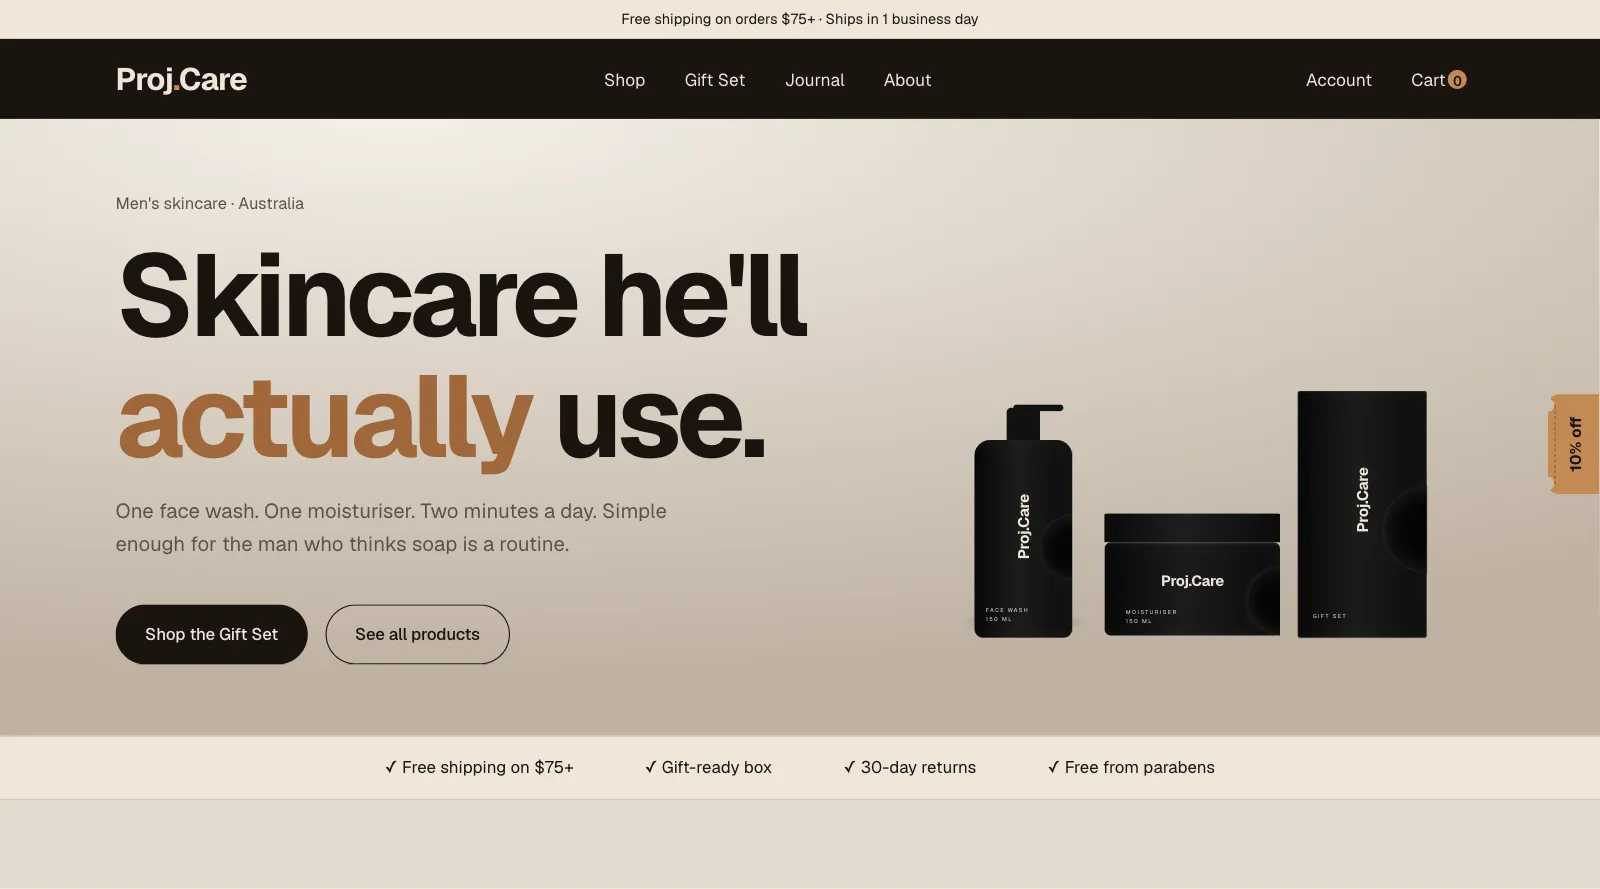 Free shipping on orders $75+ · Ships in 1 business day
Proj.Care
Shop
Gift Set
Journal
About
Account
Cart 0
Men's skincare · Australia
Skincare he'll
actually use.
One face wash. One moisturiser. Two minutes a day. Simple
enough for the man who thinks soap is a routine.
Shop the Gift Set
See all products
Proj.Care
FACE WASH
150 ML
Proj.Care
MOISTURISER
150 ML
Proj.Care
GIFT SET
10% off
✓ Free shipping on $75+
✓ Gift-ready box
✓ 30-day returns
✓ Free from parabens